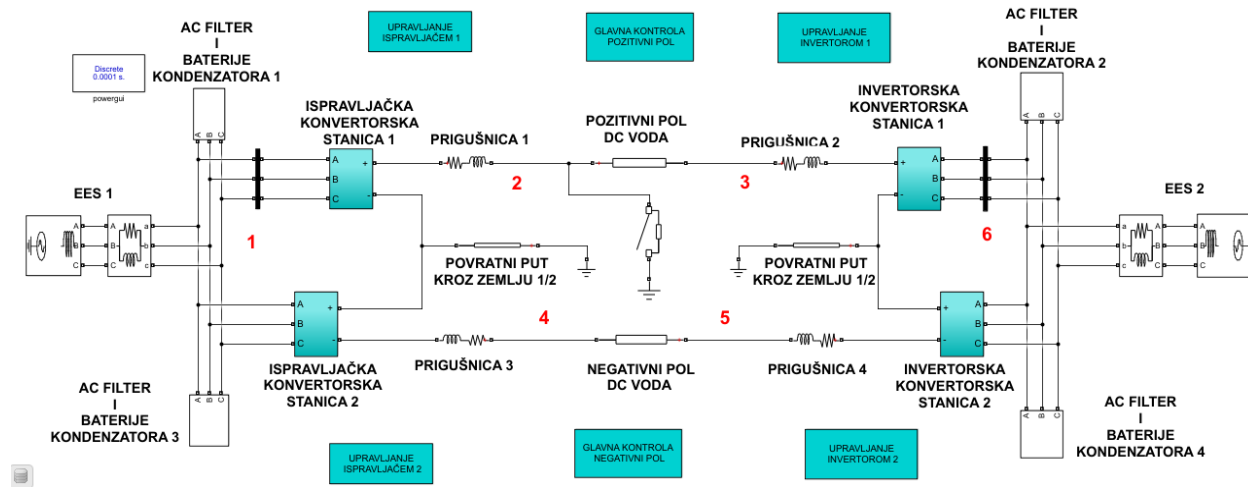 AC FILTER
I
BATERIJE
KONDENZATORA 1
UPRAVLJANJE
ISPRAVLJAČEM 1
GLAVNA KONTROLA
POZITIVNI POL
UPRAVLJANJE
INVERTOROM 1
AC FILTER
I
BATERIJE
KONDENZATORA 2
Discrete
0.0001 s.
powergui
A
B
C
ISPRAVLJAČKA
KONVERTORSKA
STANICA 1
PRIGUŠNICA 1
POZITIVNI POL
DC VODA
PRIGUŠNICA 2
INVERTORSKA
KONVERTORSKA
STANICA 1
A
B
C
A
B
C
+
-
2
3
+
-
A
B
C
EES 1
EES 2
A
B
C
A
B
C
a
b
c
1
6
a
b
c
A
B
C
A
B
C
POVRATNI PUT
KROZ ZEMLJU 1/2
POVRATNI PUT
KROZ ZEMLJU 1/2
A
B
C
+
-
4
5
+
-
A
B
C
PRIGUŠNICA 3
NEGATIVNI POL
DC VODA
PRIGUŠNICA 4
ISPRAVLJAČKA
KONVERTORSKA
STANICA 2
INVERTORSKA
KONVERTORSKA
STANICA 2
AC FILTER
I
BATERIJE
KONDENZATORA 3
A
B
C
A
B
C
AC FILTER
I
BATERIJE
KONDENZATORA 4
UPRAVLJANJE
ISPRAVLJAČEM 2
GLAVNA KONTROLA
NEGATIVNI POL
UPRAVLJANJE
INVERTOROM 2